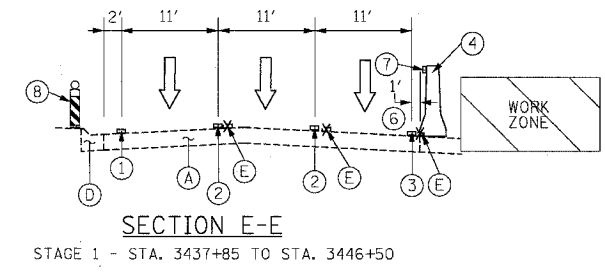 2' 11' 11' 11'
8 7 4
1'
6 WORK
ZONE
D 1 A 2 E 2 E 3 E
SECTION E-E
STAGE 1 - STA. 3437+85 TO STA. 3446+50